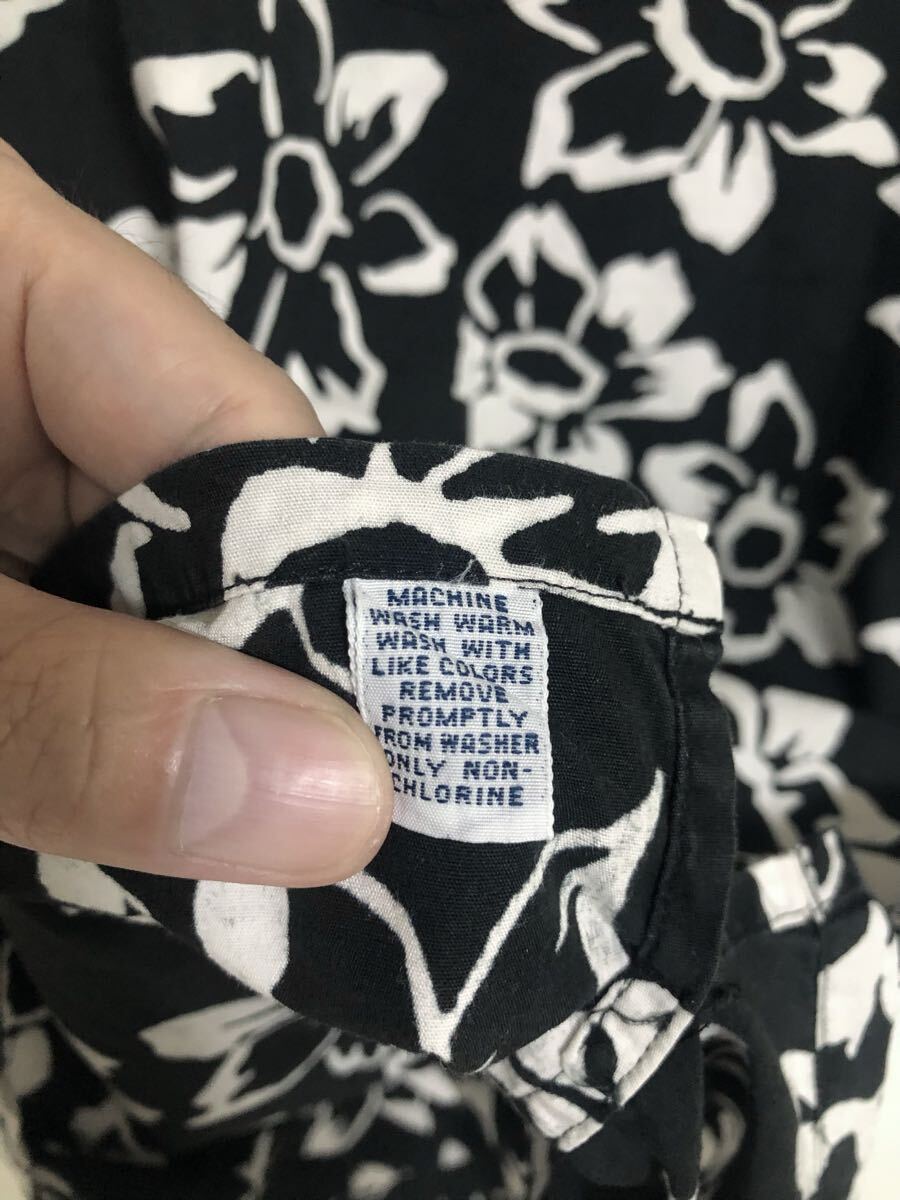 MACHINE
WASH WARM
WASH WITH
LIKE COLORS
REMOVE
PROMPTLY
FROM WASHER
ONLY NON-
CHLORINE